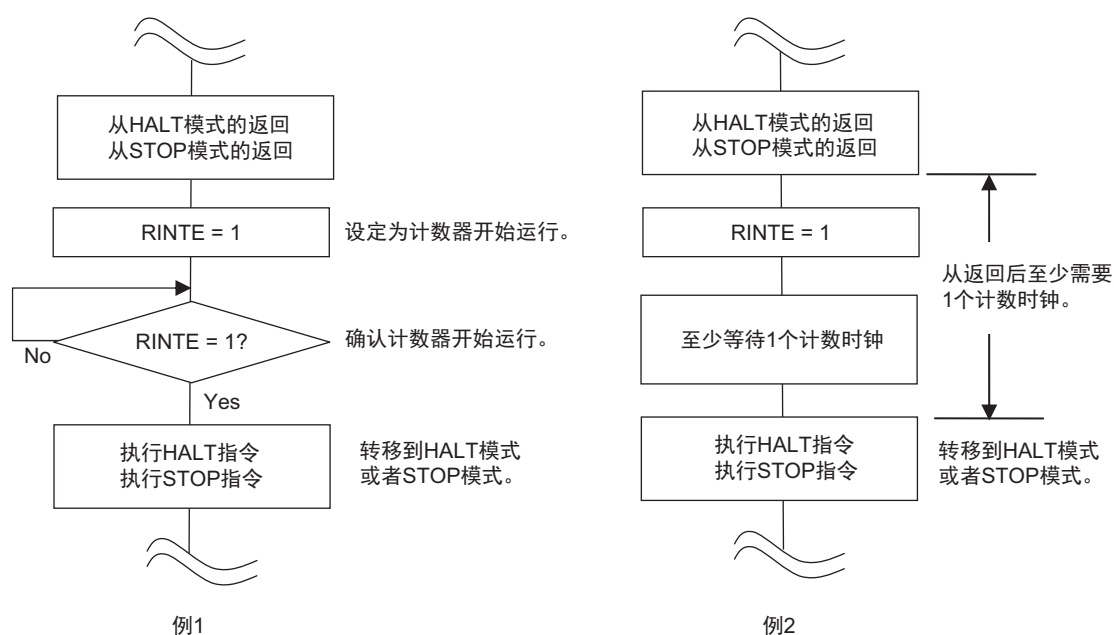 从HALT模式的返回
从STOP模式的返回
RINTE = 1
设定为计数器开始运行。
RINTE = 1?
确认计数器开始运行。
No
Yes
执行HALT指令
执行STOP指令
转移到HALT模式
或者STOP模式。
例1
从HALT模式的返回
从STOP模式的返回
RINTE = 1
从返回后至少需要
1个计数时钟。
至少等待1个计数时钟
执行HALT指令
执行STOP指令
转移到HALT模式
或者STOP模式。
例2